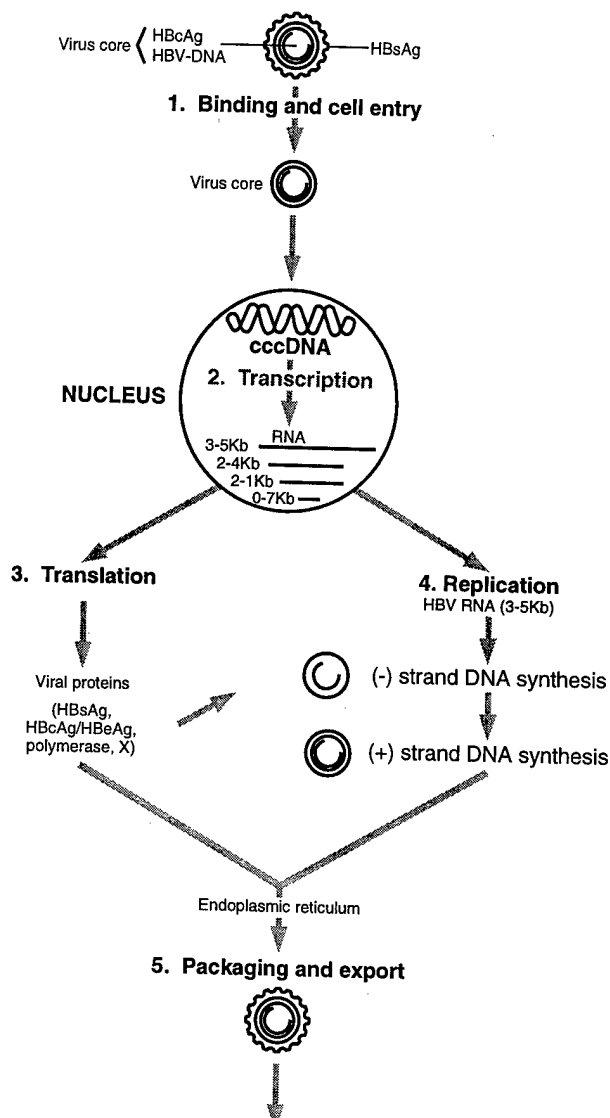 Virus core
HBcAg
HBV-DNA
HBsAg
1. Binding and cell entry
Virus core
cccDNA
2. Transcription
NUCLEUS
RNA
3-5Kb
2-4Kb
2-1Kb
0-7Kb
3. Translation
4. Replication
HBV RNA (3-5Kb)
Viral proteins
(HBsAg,
HBcAg/HBeAg,
polymerase, X)
(-) strand DNA synthesis
(+) strand DNA synthesis
Endoplasmic reticulum
5. Packaging and export